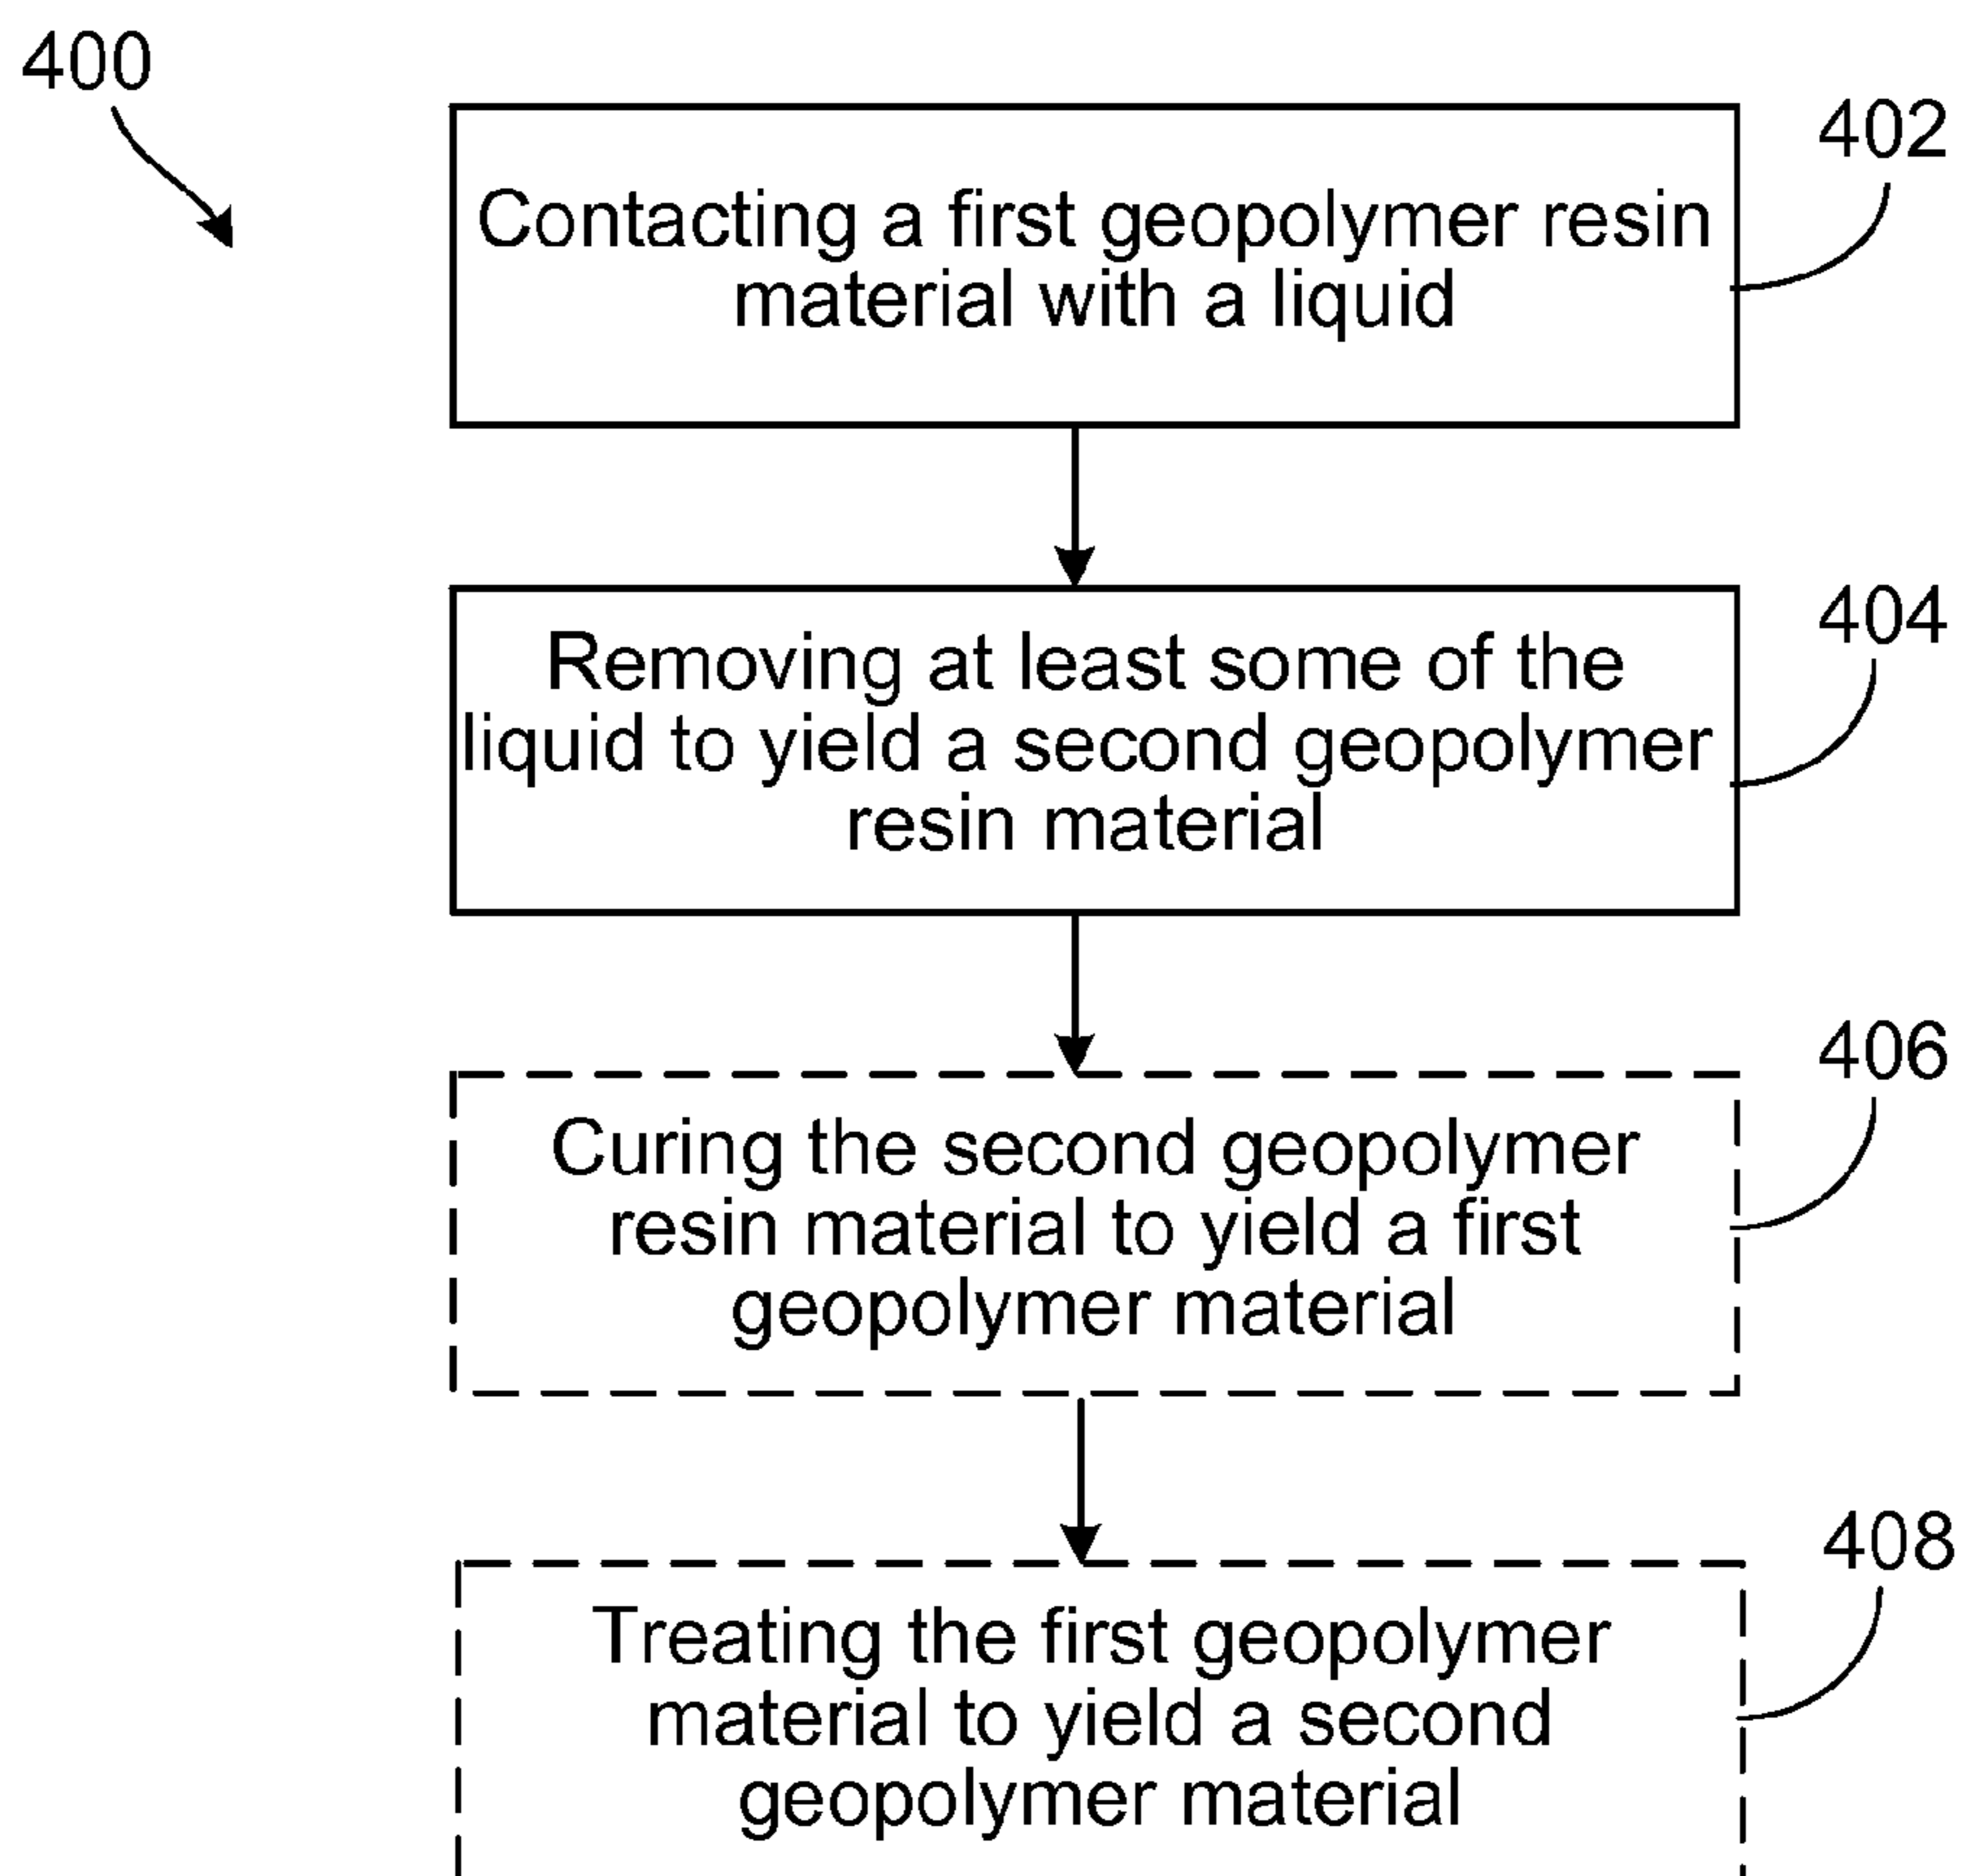 400
402
Contacting a first geopolymer resin
material with a liquid
404
Removing at least some of the
liquid to yield a second geopolymer
resin material
406
Curing the second geopolymer
resin material to yield a first
geopolymer material
408
Treating the first geopolymer
material to yield a second
geopolymer material